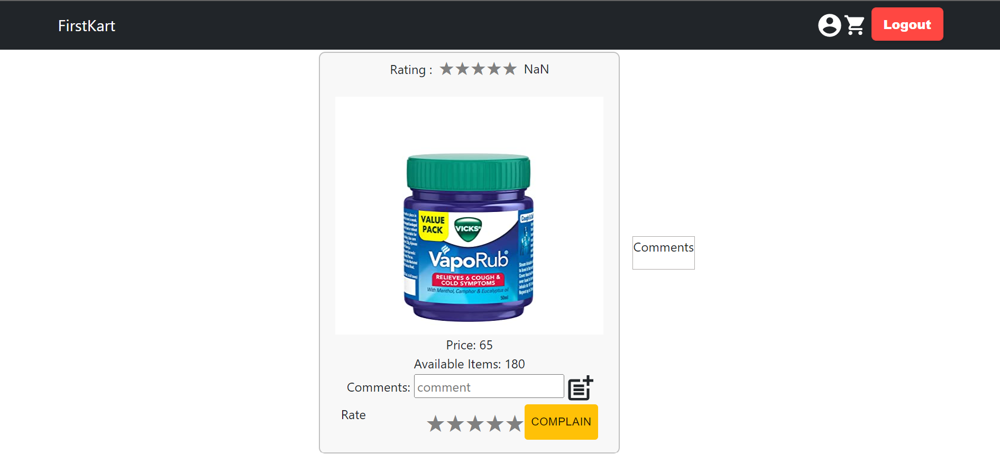 FirstKart
Logout
Rating :
NaN
VALUE
PACK
VICKS®
VapoRub®
RELIEVES 6 COUGH &
COLD SYMPTOMS
With Menthol, Camphor & Eucalyptus oil
50ml
Comments
Price: 65
Available Items: 180
Comments: comment
Rate
COMPLAIN